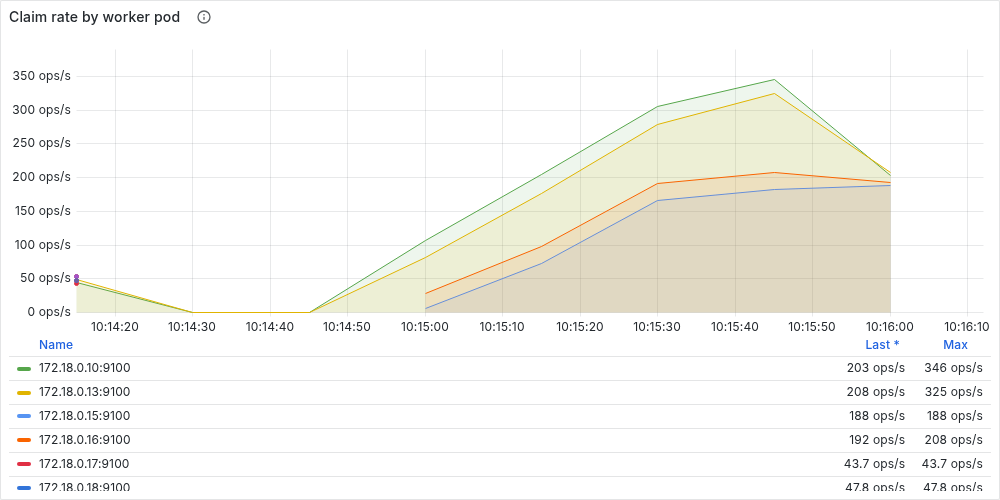 Claim rate by worker pod
350 ops/s
300 ops/s
250 ops/s
200 ops/s
150 ops/s
100 ops/s
50 ops/s
0 ops/s
10:14:20 10:14:30 10:14:40 10:14:50 10:15:00 10:15:10 10:15:20 10:15:30 10:15:40 10:15:50 10:16:00 10:16:10
Name Last * Max
172.18.0.10:9100 203 ops/s 346 ops/s
172.18.0.13:9100 208 ops/s 325 ops/s
172.18.0.15:9100 188 ops/s 188 ops/s
172.18.0.16:9100 192 ops/s 208 ops/s
172.18.0.17:9100 43.7 ops/s 43.7 ops/s
172.18.0.18:9100 47.8 ops/s 47.8 ops/s